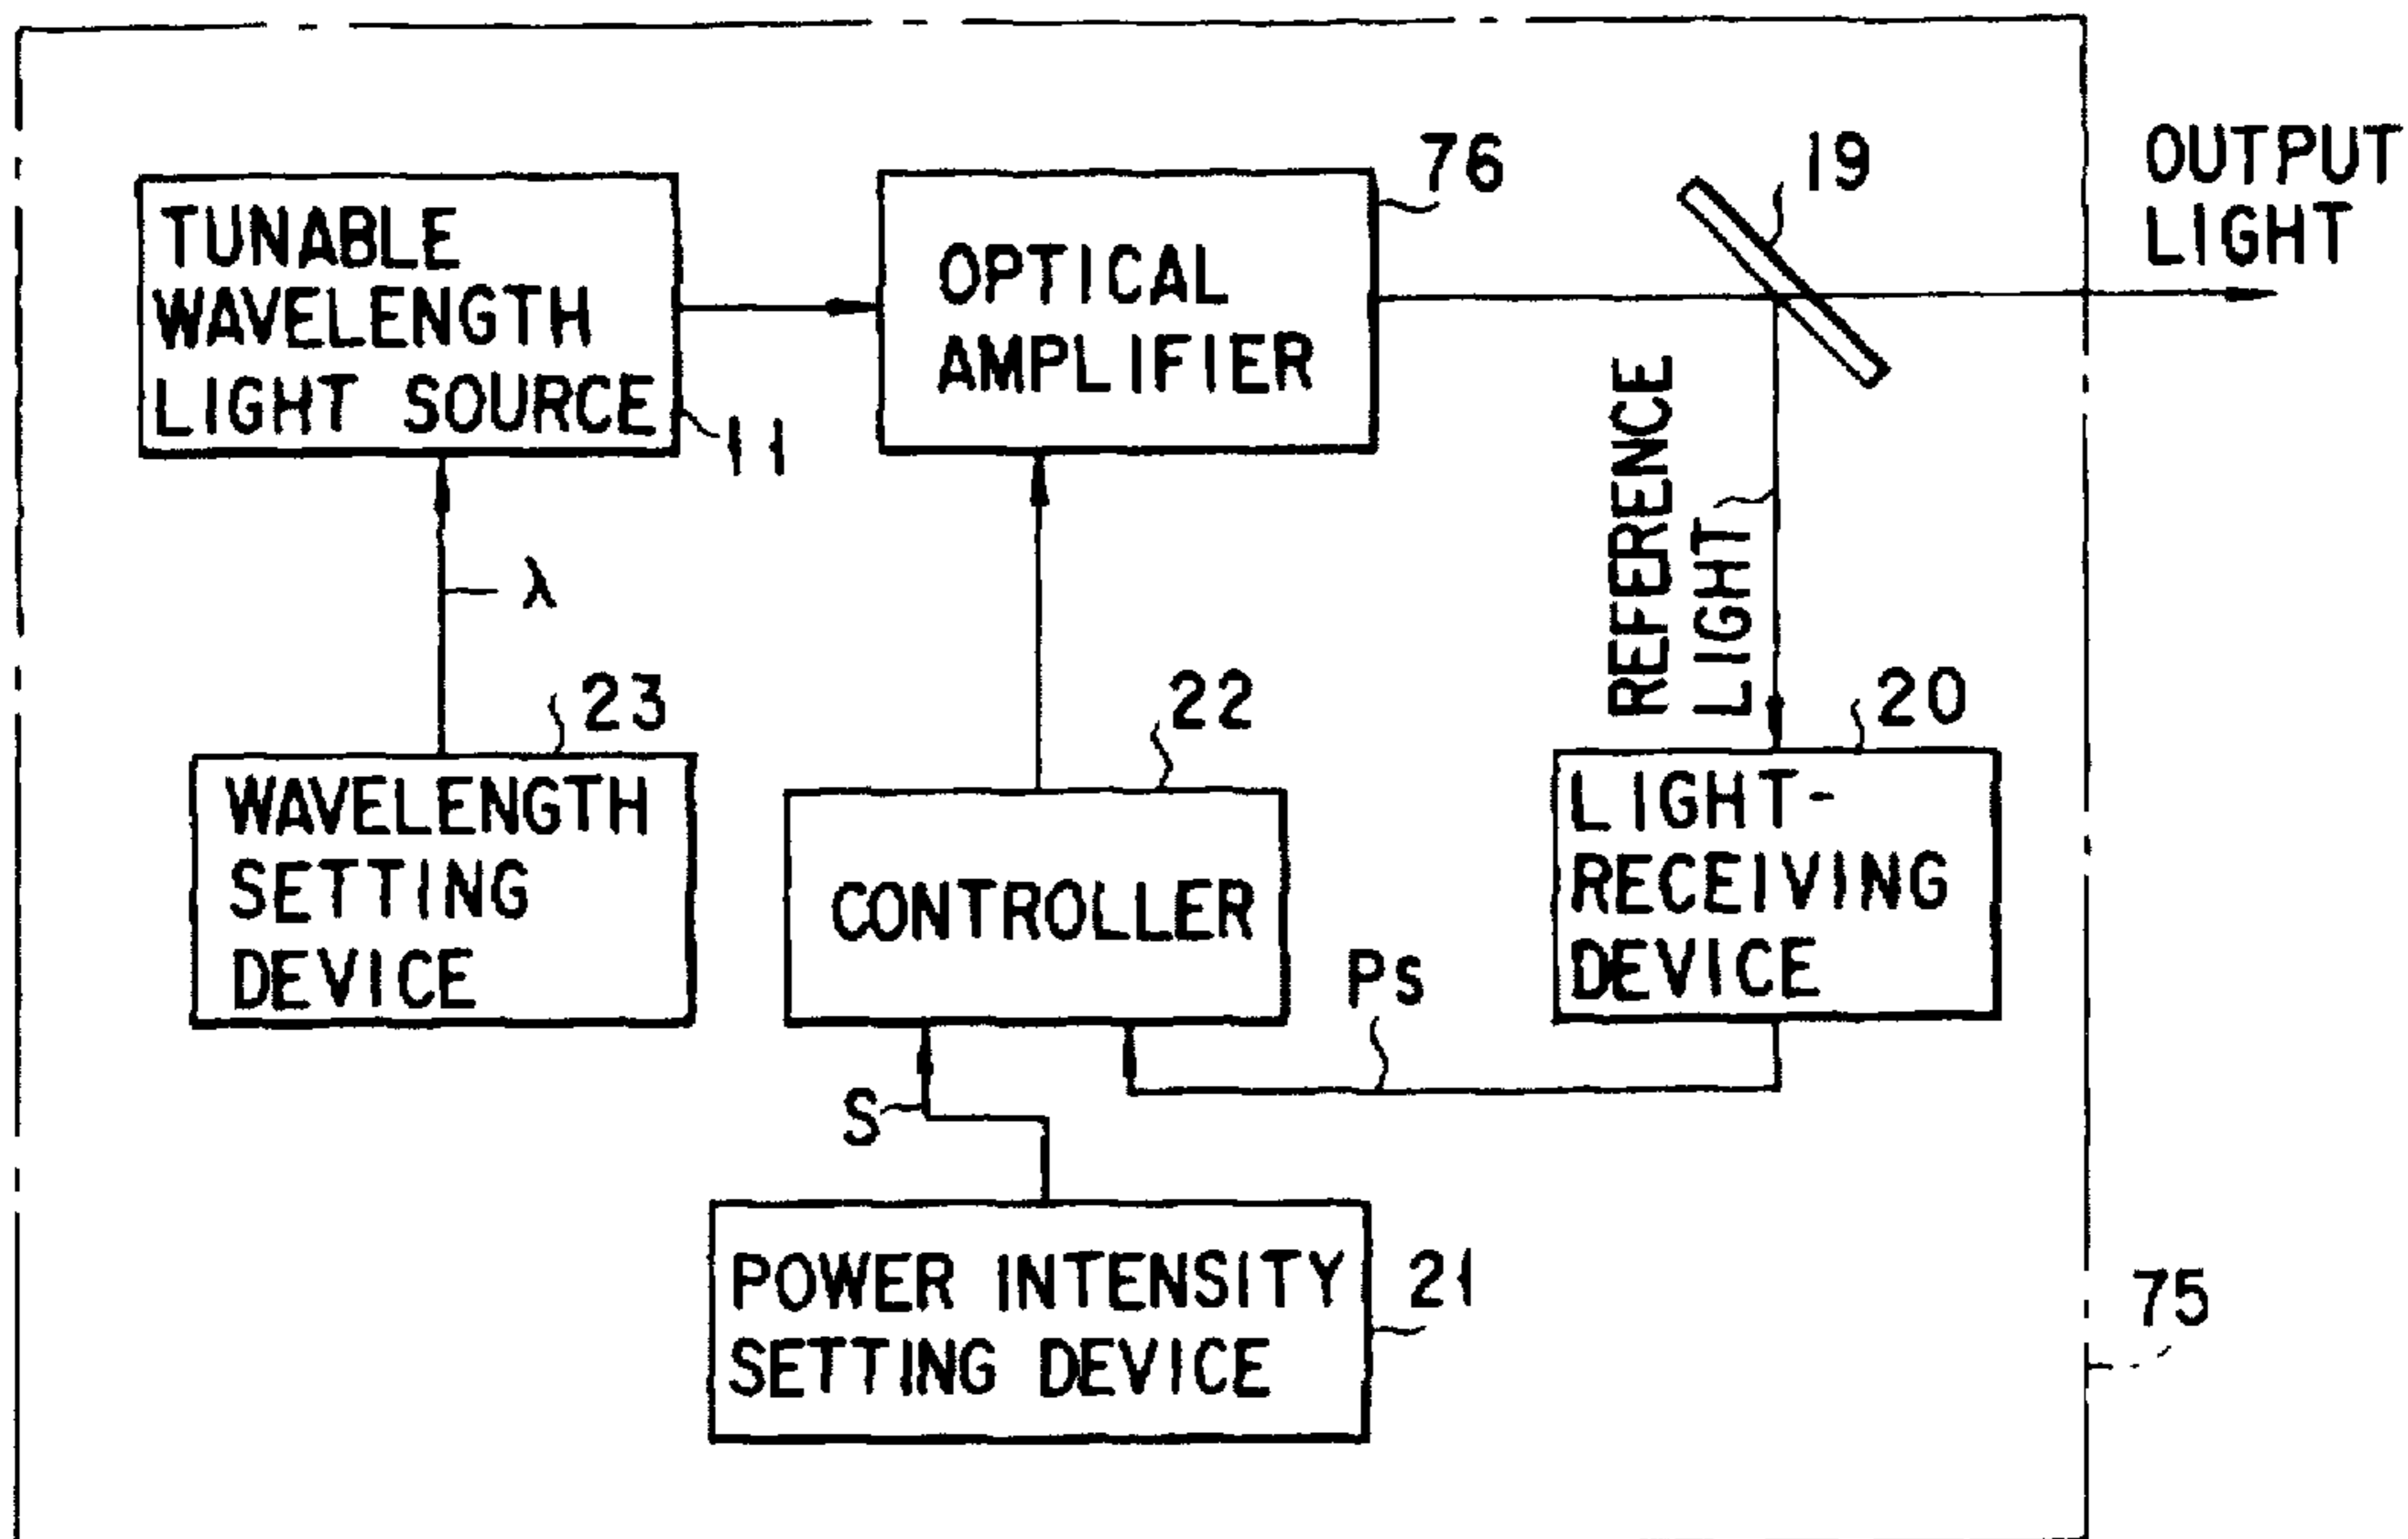 OUTPUT
LIGHT
76
19
TUNABLE
WAVELENGTH
LIGHT SOURCE
11
OPTICAL
AMPLIFIER
REFERENCE
LIGHT
λ
23
22
20
WAVELENGTH
SETTING
DEVICE
CONTROLLER
LIGHT-
RECEIVING
DEVICE
PS
S
POWER INTENSITY
SETTING DEVICE
21
75